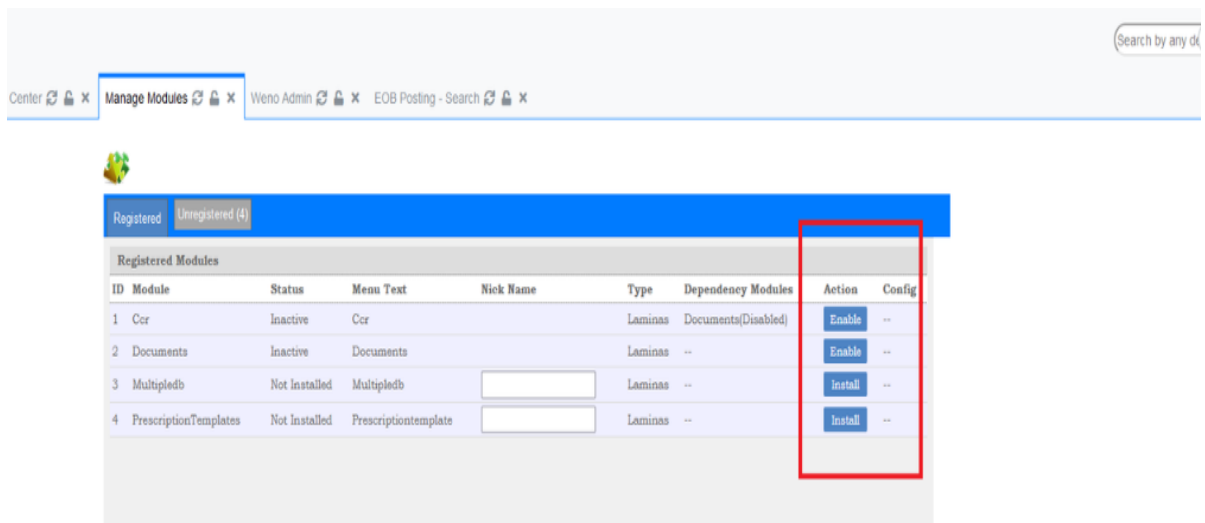 Search by any de
Center Manage Modules Weno Admin EOB Posting - Search
Registered Unregistered (4)
Registered Modules
ID Module Status Menu Text Nick Name Type Dependency Modules Action Config
1 Ccr Inactive Ccr Laminas Documents(Disabled) Enable --
2 Documents Inactive Documents Laminas -- Enable --
3 Multipledb Not Installed Multipledb Laminas -- Install --
4 PrescriptionTemplates Not Installed Prescriptiontemplate Laminas -- Install --